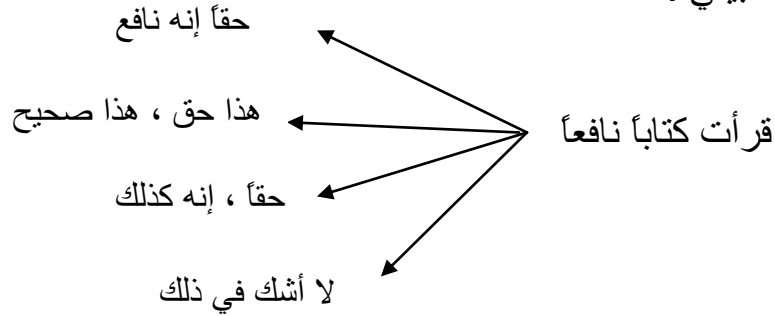 حقاً إنه نافع
هذا حق ، هذا صحيح
قرأت كتاباً نافعاً
حقاً ، إنه كذلك
لا أشك في ذلك